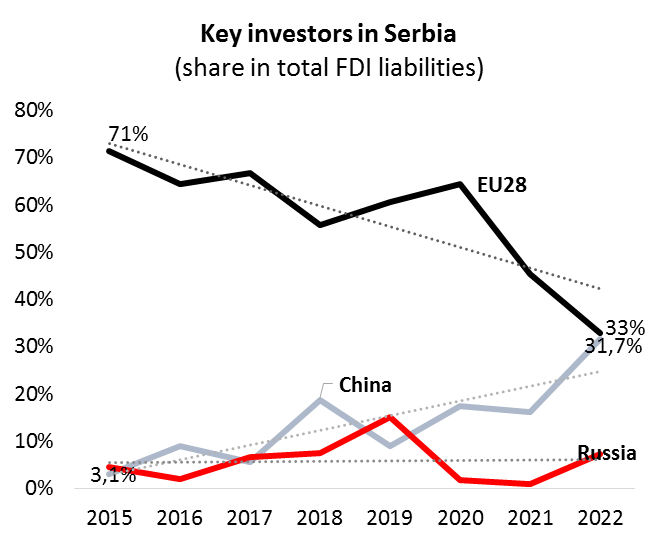 Key investors in Serbia
(share in total FDI liabilities)
80%
71%
70%
EU28
60%
50%
40%
33%
31,7%
30%
20%
China
10%
Russia
3,1%
0%
2015 2016 2017 2018 2019 2020 2021 2022